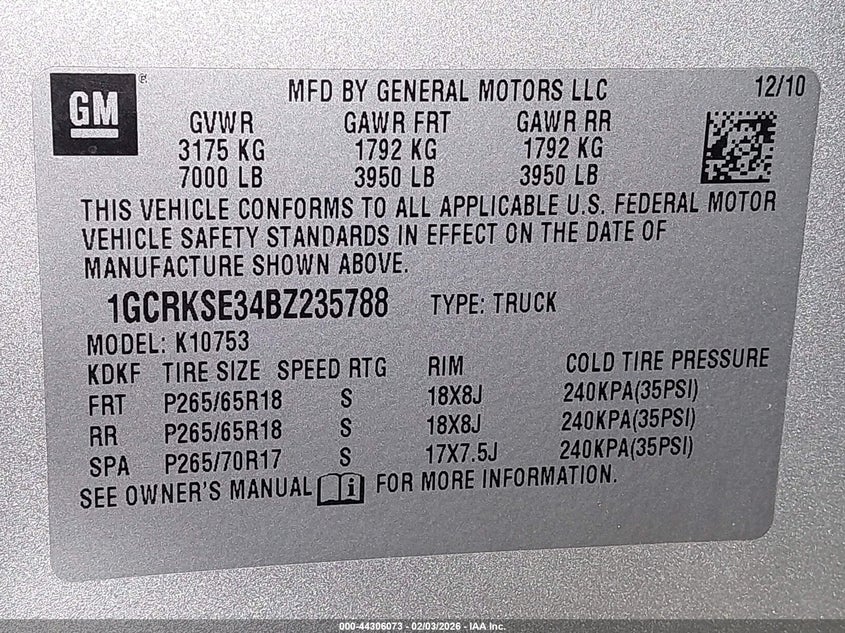 GM
MFD BY GENERAL MOTORS LLC 12/10
GVWR GAWR FRT GAWR RR
3175 KG 1792 KG 1792 KG
7000 LB 3950 LB 3950 LB
THIS VEHICLE CONFORMS TO ALL APPLICABLE U.S. FEDERAL MOTOR
VEHICLE SAFETY STANDARDS IN EFFECT ON THE DATE OF
MANUFACTURE SHOWN ABOVE.
1GCRKSE34BZ235788 TYPE: TRUCK
MODEL: K10753
KDKF TIRE SIZE SPEED RTG RIM COLD TIRE PRESSURE
FRT P265/65R18 S 18X8J 240KPA(35PSI)
RR P265/65R18 S 18X8J 240KPA(35PSI)
SPA P265/70R17 S 17X7.5J 240KPA(35PSI)
SEE OWNER'S MANUAL i FOR MORE INFORMATION.
000-44306073 - 02/03/2026 - IAA Inc.